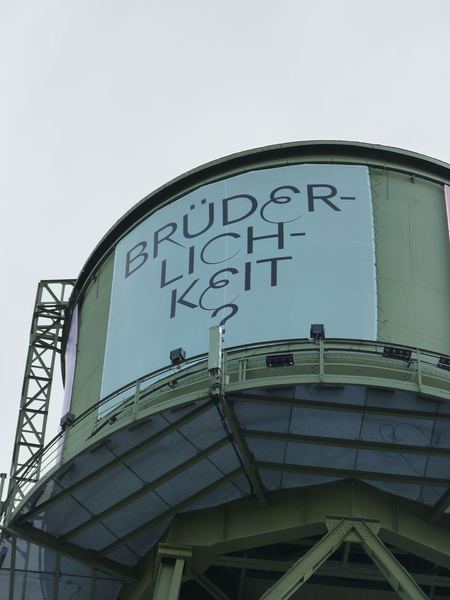 BRÜDER-
LICH-
KEIT
?